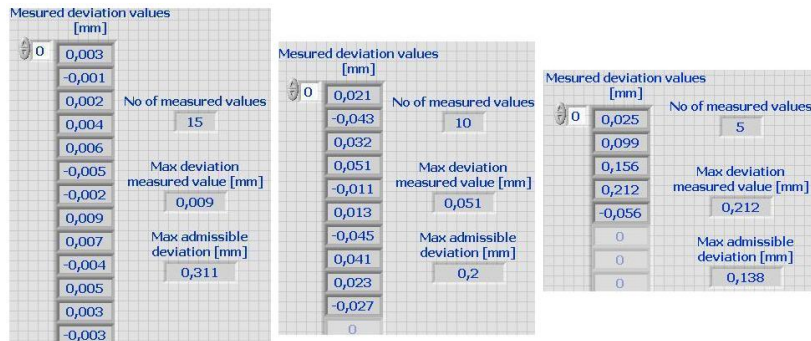 Mesured deviation values
[mm]
0
0,003
-0,001
0,002
0,004
0,006
-0,005
-0,002
0,009
0,007
-0,004
0,005
0,003
-0,003
No of measured values
15
Max deviation
measured value [mm]
0,009
Max admissible
deviation [mm]
0,311
Mesured deviation values
[mm]
0
0,021
-0,043
0,032
0,051
-0,011
0,013
-0,045
0,041
0,023
-0,027
0
No of measured values
10
Max deviation
measured value [mm]
0,051
Max admissible
deviation [mm]
0,2
Mesured deviation values
[mm]
0
0,025
0,099
0,156
0,212
-0,056
0
0
0
No of measured values
5
Max deviation
measured value [mm]
0,212
Max admissible
deviation [mm]
0,138